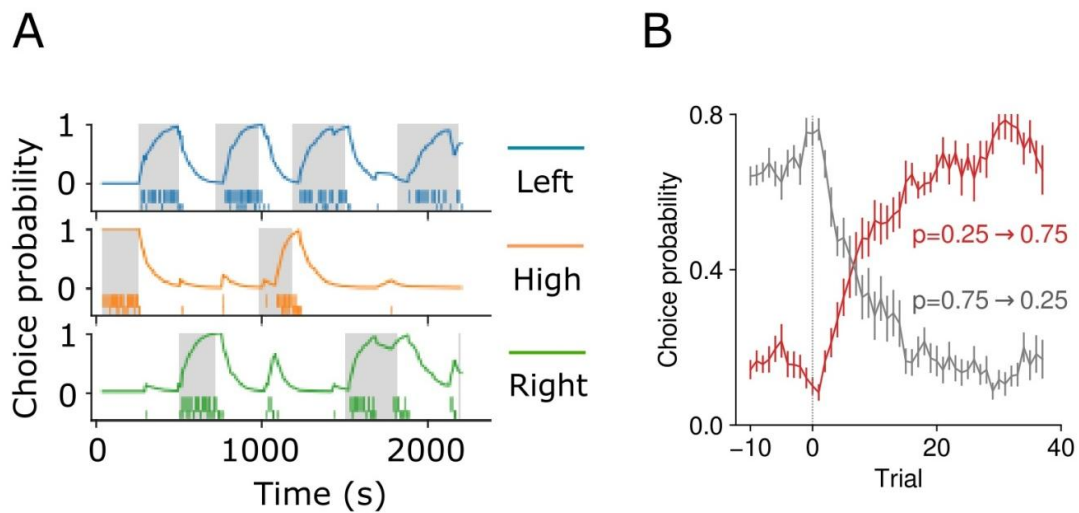 A
Choice probability
1
0
1
0
1
0
Left
High
Right
0
1000
2000
Time (s)
B
Choice probability
0.8
0.4
0.0
p=0.25→0.75
p=0.75→0.25
−10
0
20
40
Trial